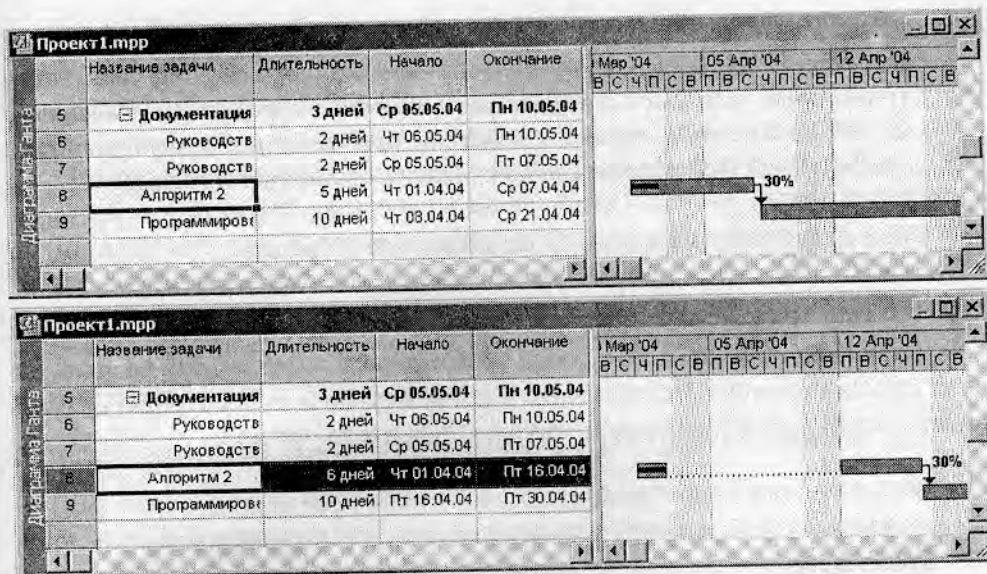 Проект1.mpp
Название задачи Длительность Начало Окончание
Мар '04 05 Апр '04 12 Апр '04
В С Ч П С В П В С Ч П С В П В С Ч П С В
5 Документация 3 дней Ср 05.05.04 Пн 10.05.04
6 Руководств 2 дней Чт 06.05.04 Пн 10.05.04
7 Руководств 2 дней Ср 05.05.04 Пт 07.05.04
8 Алгоритм 2 5 дней Чт 01.04.04 Ср 07.04.04 30%
9 Программирова 10 дней Чт 08.04.04 Ср 21.04.04
Диаграмма Ганта
Проект1.mpp
Название задачи Длительность Начало Окончание
Мар '04 05 Апр '04 12 Апр '04
В С Ч П С В П В С Ч П С В П В С Ч П С В
5 Документация 3 дней Ср 05.05.04 Пн 10.05.04
6 Руководств 2 дней Чт 06.05.04 Пн 10.05.04
7 Руководств 2 дней Ср 05.05.04 Пт 07.05.04
8 Алгоритм 2 6 дней Чт 01.04.04 Пт 16.04.04 30%
9 Программирова 10 дней Пт 16.04.04 Пт 30.04.04
Диаграмма Ганта